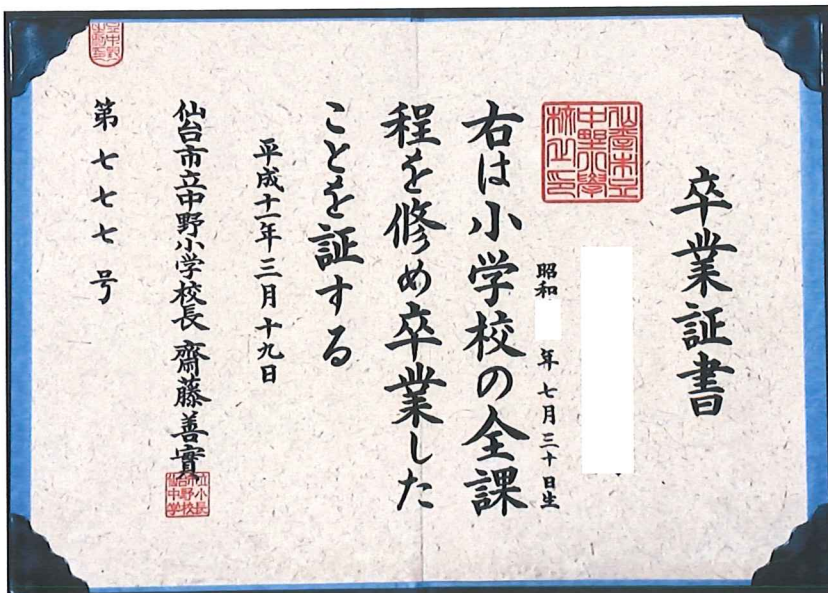 卒業証書
昭和 年七月三十日生
右は小学校の全課
程を修め卒業した
ことを証する
平成十一年三月十九日
仙台市立中野小学校長 齋藤善實
第七七七号